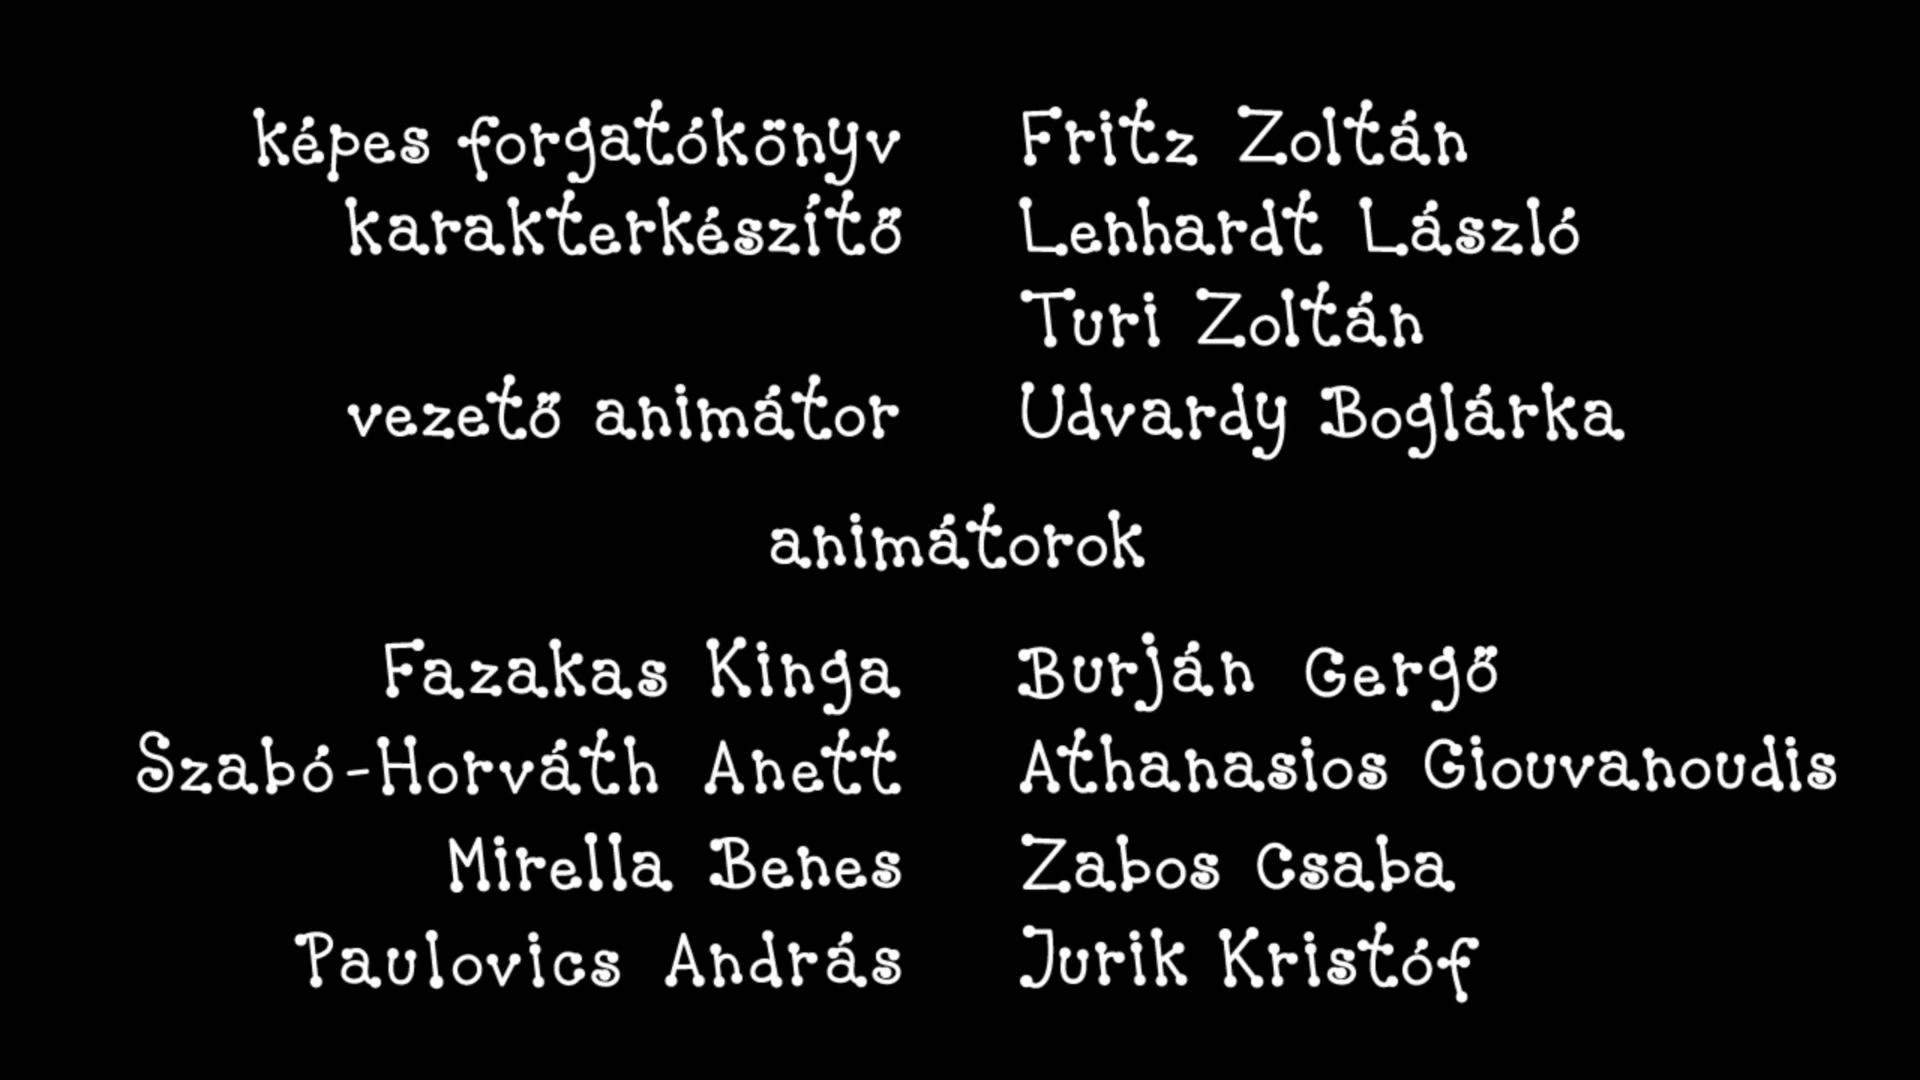 képes forgatókönyv Fritz Zoltán
karakterkészítő Lenhardt László
Turi Zoltán
vezető animátor Udvardy Boglárka
animátorok
Fazakas Kinga Burján Gergő
Szabó-Horváth Anett Athanasios Giouvanoudis
Mirella Benes Zabos Csaba
Paulovics András Jurik Kristóf